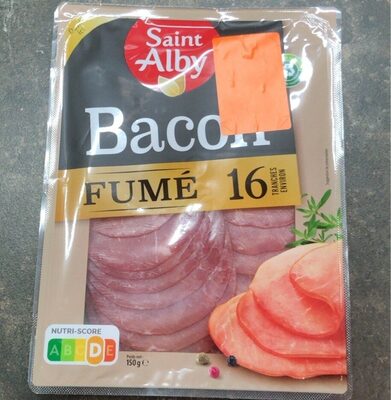 Saint
Alby
Bacon
FUMÉ 16 TRANCHES
ENVIRON
NUTRI-SCORE
A B C D E
Poids net :
150g e